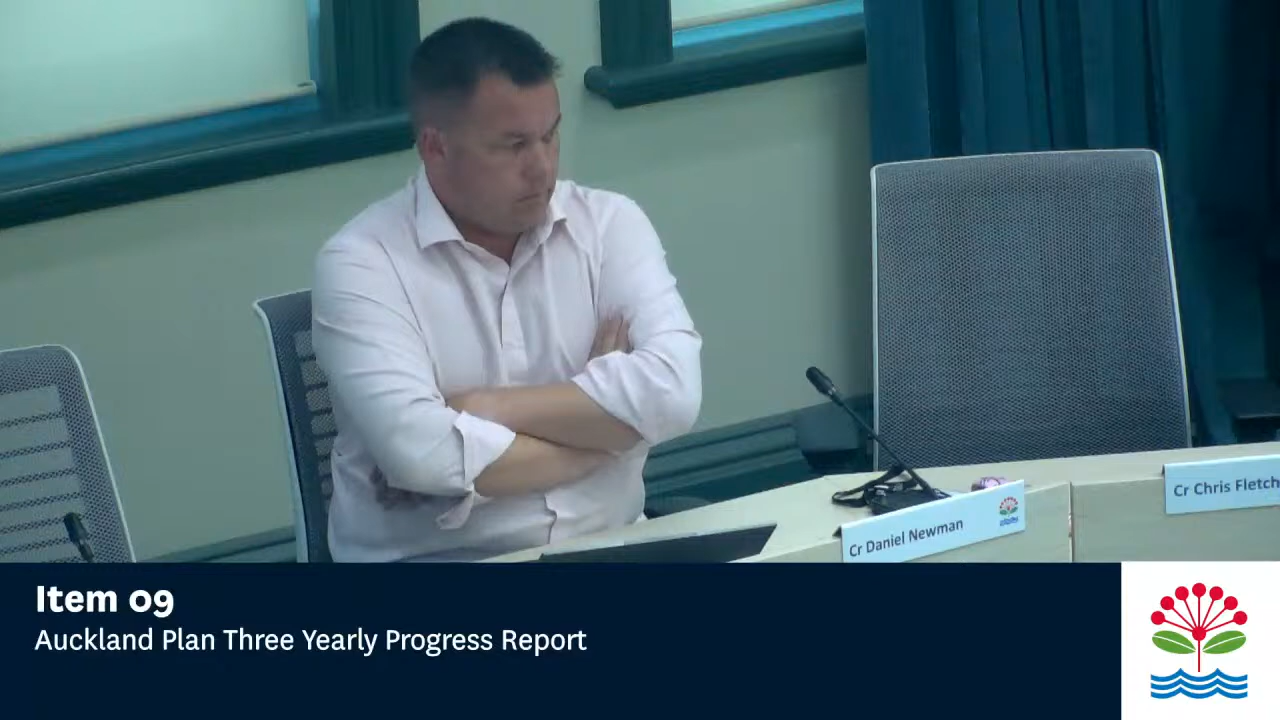 Cr Chris Fletch
Cr Daniel Newman
Item 09
Auckland Plan Three Yearly Progress Report